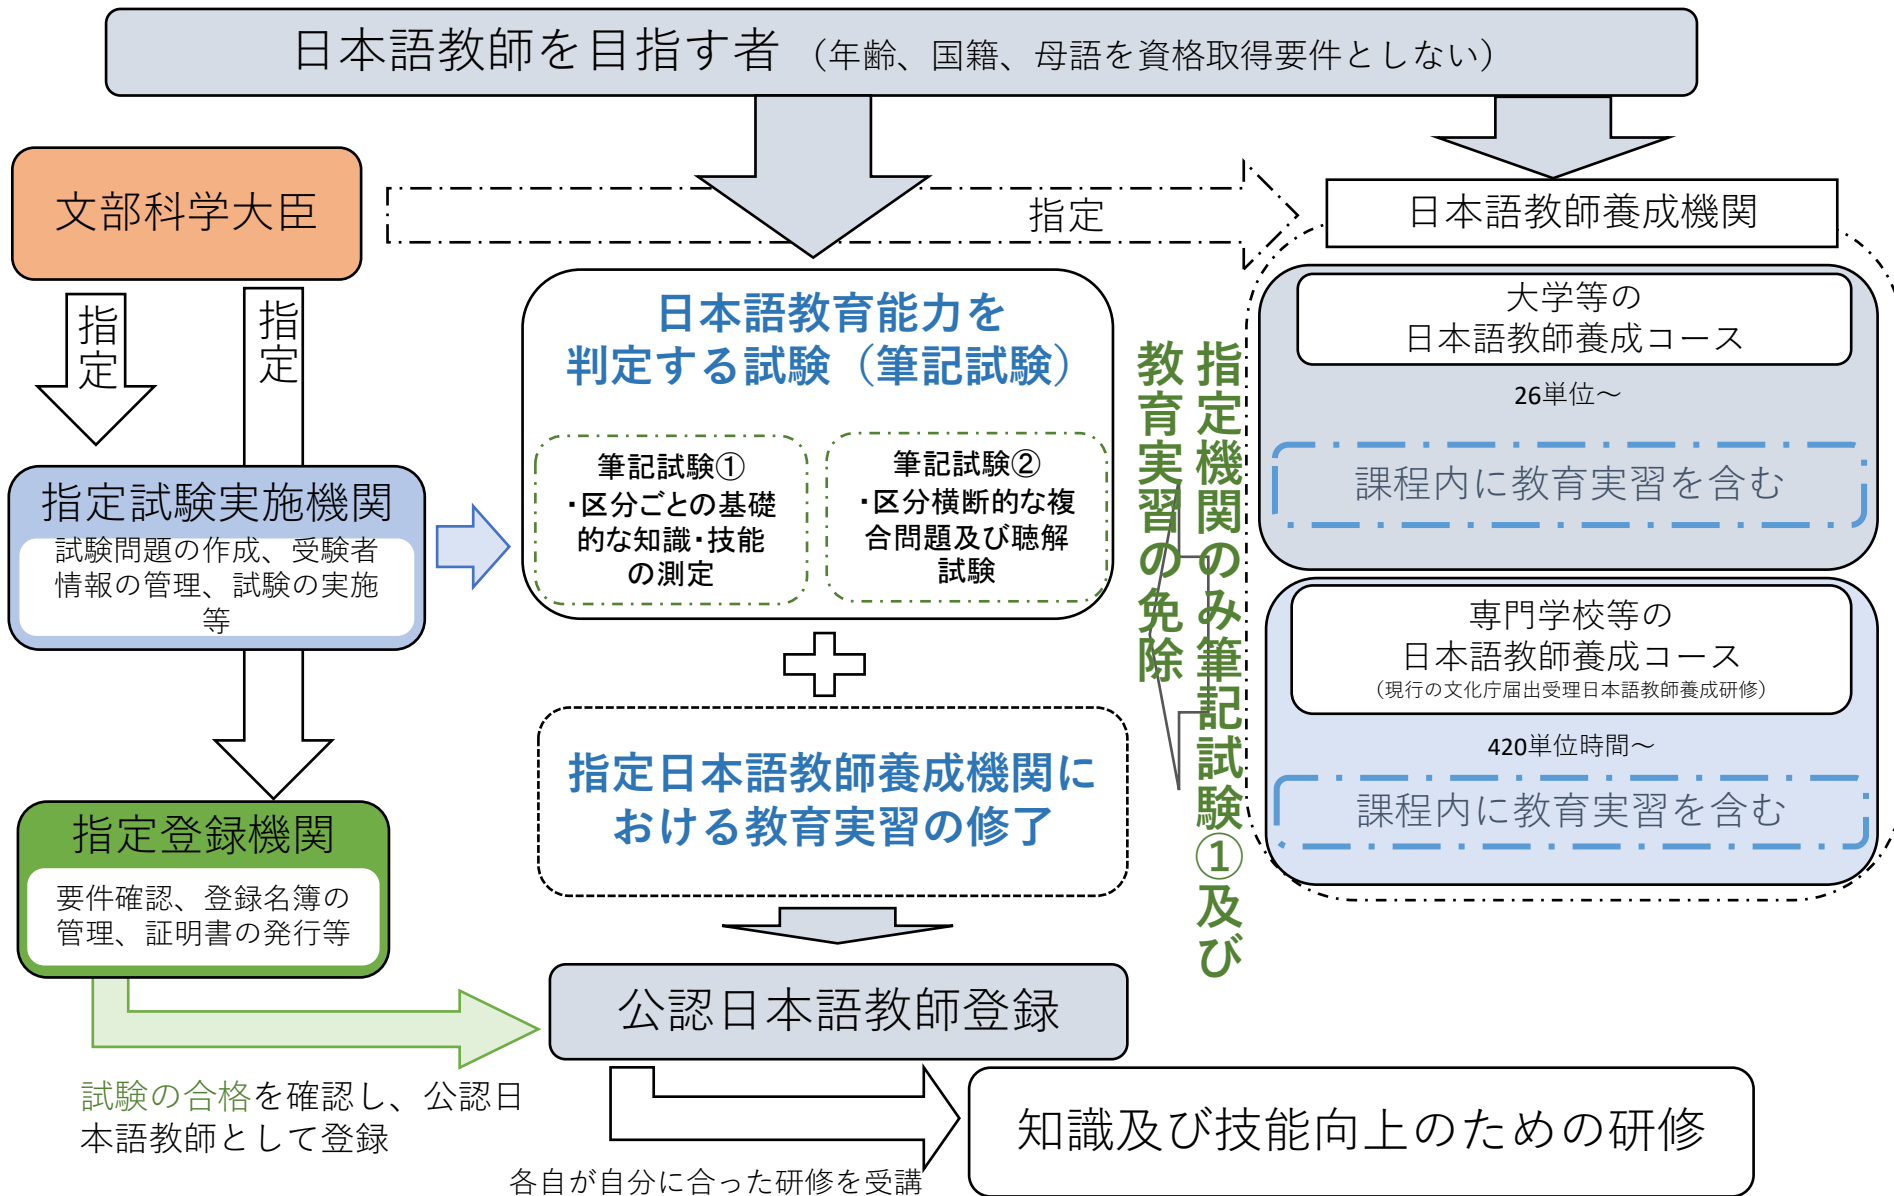 日本語教師を目指す者 （年齢、国籍、母語を資格取得要件としない）
文部科学大臣
指定
日本語教師養成機関
指定
指定
日本語教育能力を
判定する試験（筆記試験）
筆記試験①
・区分ごとの基礎
的な知識・技能
の測定
筆記試験②
・区分横断的な複
合問題及び聴解
試験
指定機関のみ筆記試験①及び
教育実習の免除
大学等の
日本語教師養成コース
26単位～
課程内に教育実習を含む
指定試験実施機関
試験問題の作成、受験者
情報の管理、試験の実施
等
専門学校等の
日本語教師養成コース
（現行の文化庁届出受理日本語教師養成研修）
420単位時間～
課程内に教育実習を含む
指定日本語教師養成機関に
おける教育実習の修了
指定登録機関
要件確認、登録名簿の
管理、証明書の発行等
公認日本語教師登録
試験の合格を確認し、公認日
本語教師として登録
知識及び技能向上のための研修
各自が自分に合った研修を受講